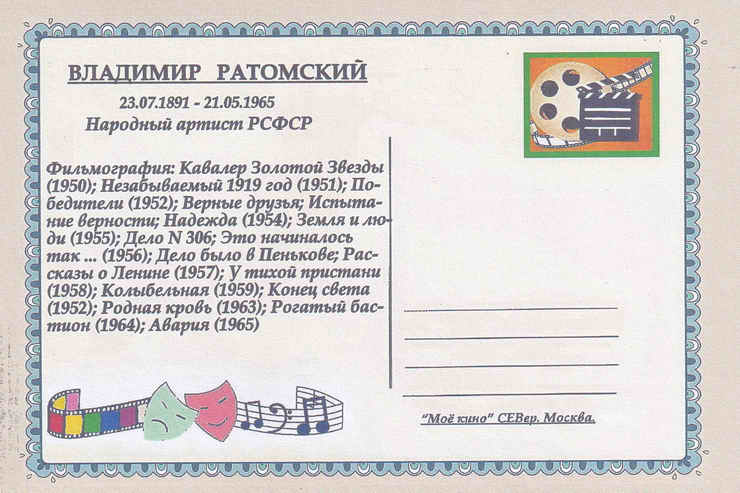 ВЛАДИМИР РАТОМСКИЙ
23.07.1891 - 21.05.1965
Народный артист РСФСР
Фильмография: Кавалер Золотой Звезды
(1950); Незабываемый 1919 год (1951); По-
бедители (1952); Верные друзья; Испыта-
ние верности; Надежда (1954); Земля и лю-
ди (1955); Дело N 306; Это начиналось
так ... (1956); Дело было в Пенькове; Рас-
сказы о Ленине (1957); У тихой пристани
(1958); Колыбельная (1959); Конец света
(1952); Родная кровь (1963); Рогатый бас-
тион (1964); Авария (1965)
"Моё кино" СЕВер. Москва.